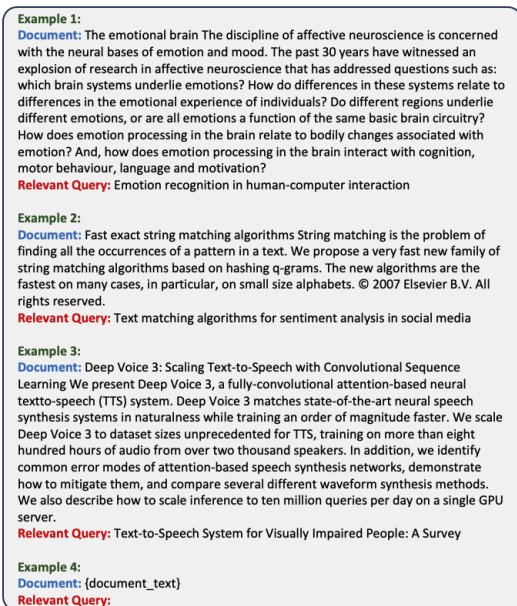 Example 1:
Document: The emotional brain The discipline of affective neuroscience is concerned
with the neural bases of emotion and mood. The past 30 years have witnessed an
explosion of research in affective neuroscience that has addressed questions such as:
which brain systems underlie emotions? How do differences in these systems relate to
differences in the emotional experience of individuals? Do different regions underlie
different emotions, or are all emotions a function of the same basic brain circuitry?
How does emotion processing in the brain relate to bodily changes associated with
emotion? And, how does emotion processing in the brain interact with cognition,
motor behaviour, language and motivation?
Relevant Query: Emotion recognition in human-computer interaction
Example 2:
Document: Fast exact string matching algorithms String matching is the problem of
finding all the occurrences of a pattern in a text. We propose a very fast new family of
string matching algorithms based on hashing q-grams. The new algorithms are the
fastest on many cases, in particular, on small size alphabets. © 2007 Elsevier B.V. All
rights reserved.
Relevant Query: Text matching algorithms for sentiment analysis in social media
Example 3:
Document: Deep Voice 3: Scaling Text-to-Speech with Convolutional Sequence
Learning We present Deep Voice 3, a fully-convolutional attention-based neural
textto-speech (TTS) system. Deep Voice 3 matches state-of-the-art neural speech
synthesis systems in naturalness while training an order of magnitude faster. We scale
Deep Voice 3 to dataset sizes unprecedented for TTS, training on more than eight
hundred hours of audio from over two thousand speakers. In addition, we identify
common error modes of attention-based speech synthesis networks, demonstrate
how to mitigate them, and compare several different waveform synthesis methods.
We also describe how to scale inference to ten million queries per day on a single GPU
server.
Relevant Query: Text-to-Speech System for Visually Impaired People: A Survey
Example 4:
Document: {document_text}
Relevant Query: